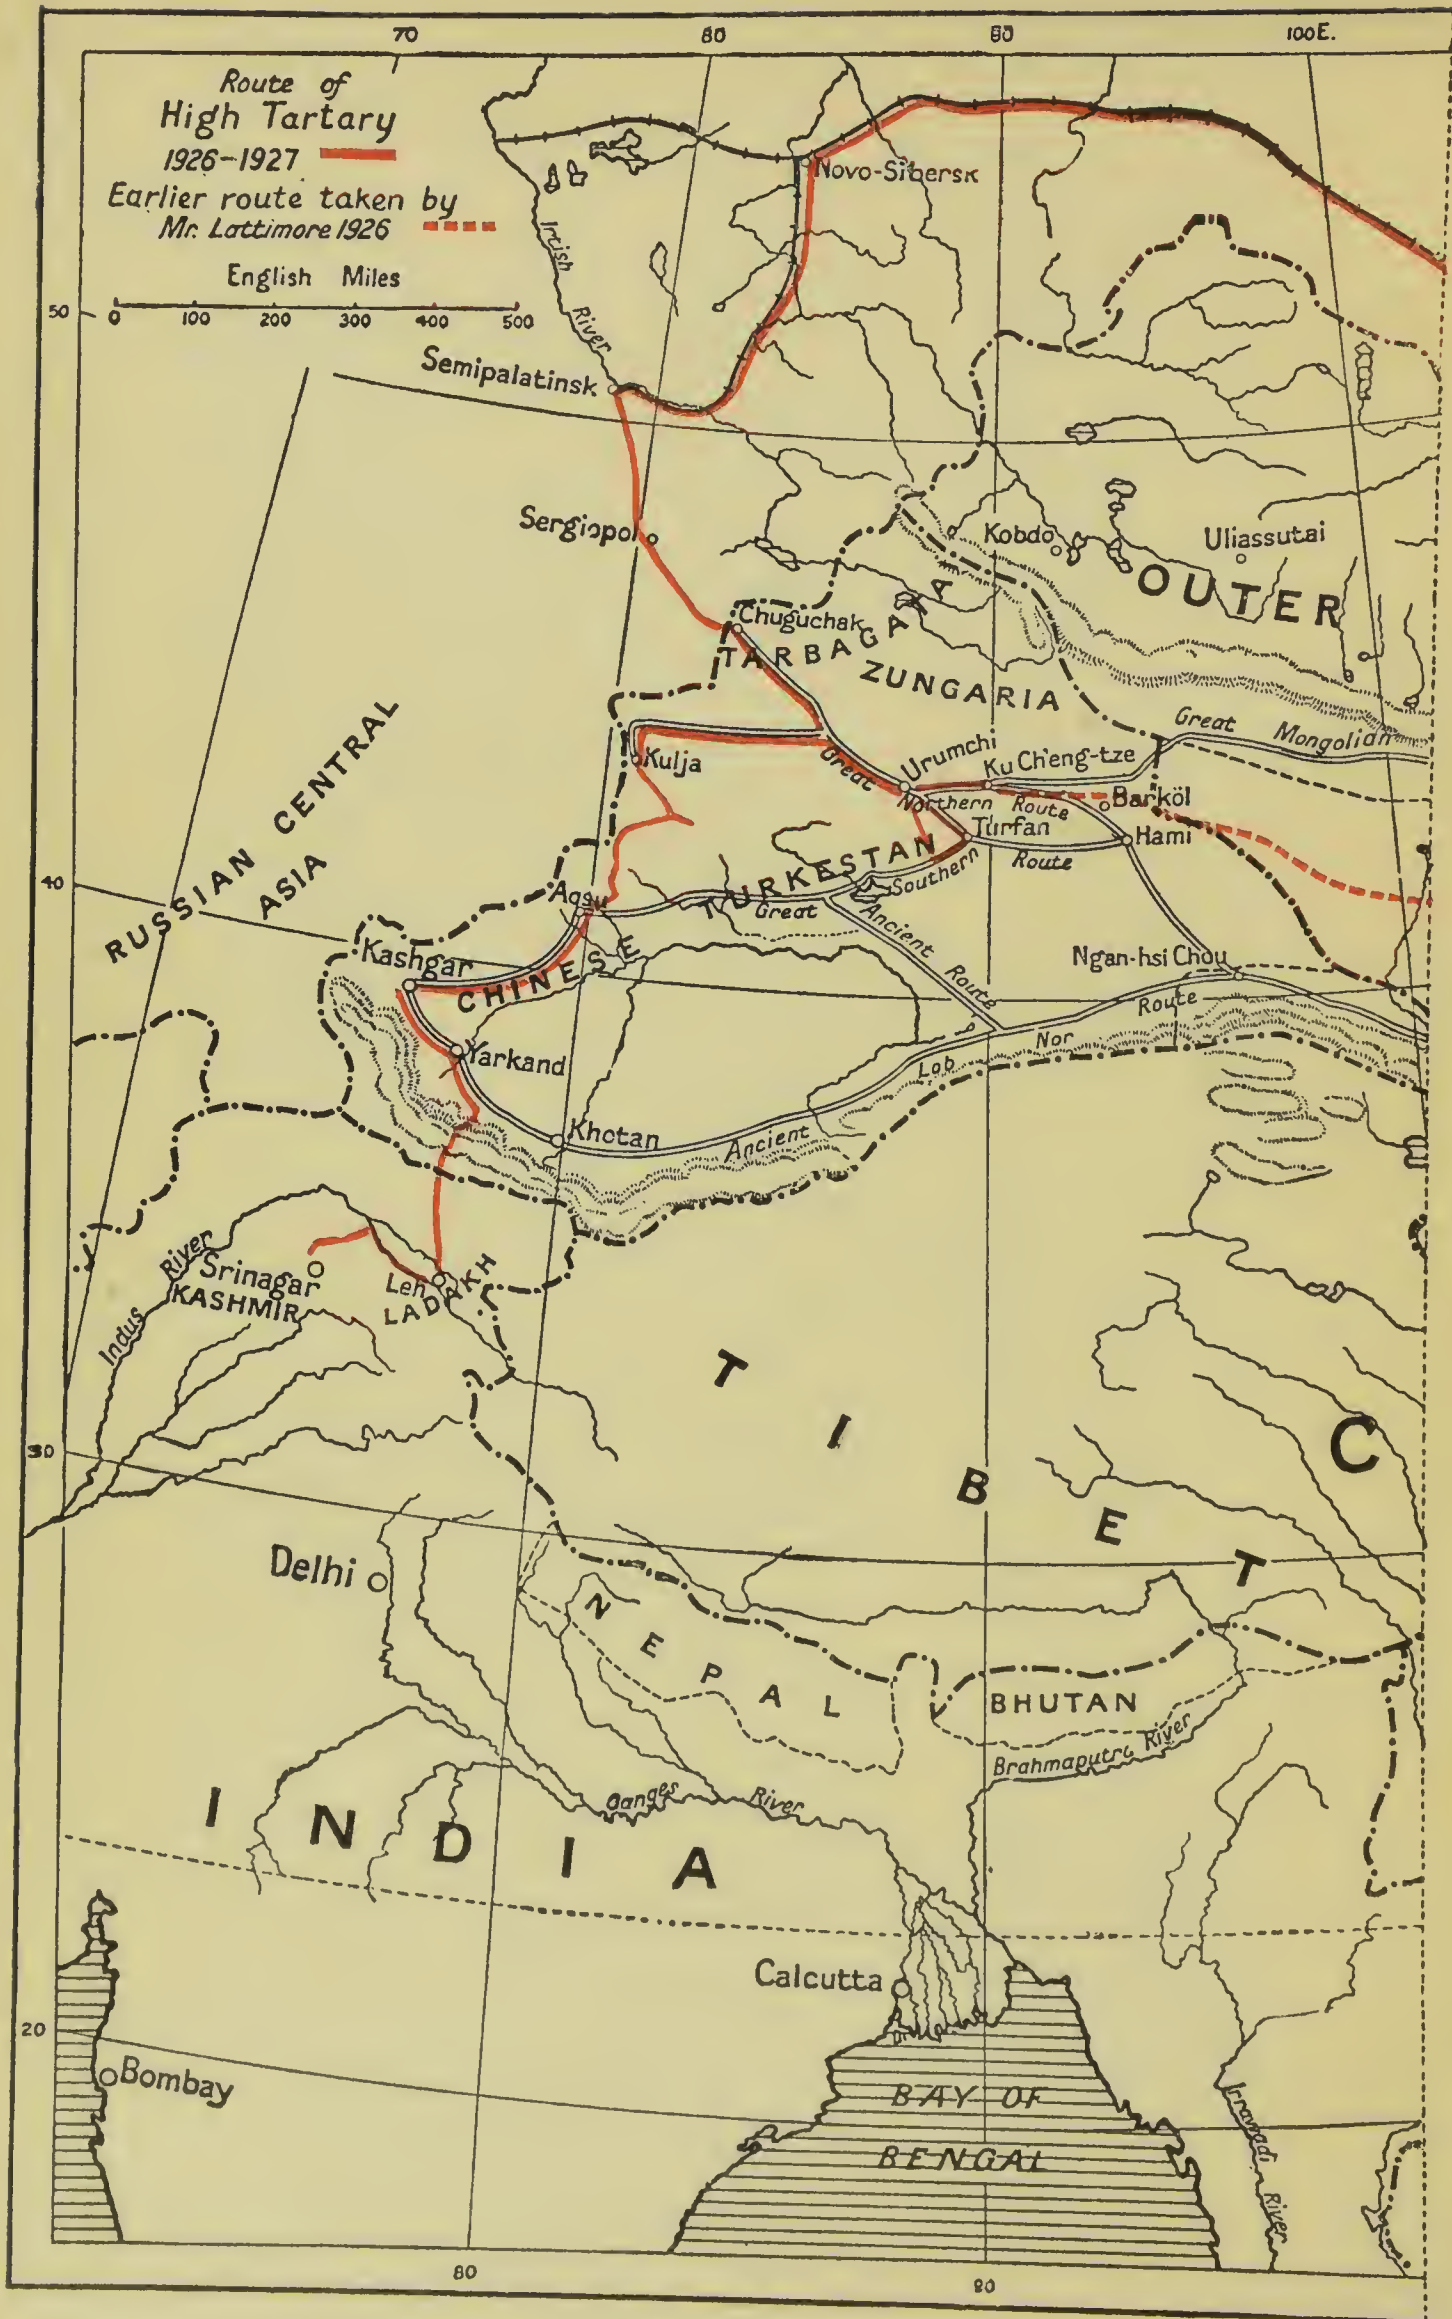 70 80 80 100E.
Route of
High Tartary
1926-1927
Earlier route taken by
Mr. Lattimore 1926
English Miles
0 100 200 300 400 500
50
Novo-Sibersk
Irtish
River
Semipalatinsk
Sergiopol
Kobdo
Uliassutai
OUTER
Chuguchak
TARBAGATA
ZUNGARIA
RUSSIAN CENTRAL
ASIA
Great Mongolian
Kulja
Great
Urumchi
Ku Ch'eng-tze
Northern Route
Barköl
Turfan
Hami
Route
Southern
40
Aqsu
CHINESE TURKESTAN
Great
Ancient Route
Ngan-hsi Chou
Kashgar
Route
Yarkand
Lob Nor
Khotan
Ancient
River
Srinagar
KASHMIR
Leh
LADAKH
Indus
TIBET
C
30
Delhi
NEPAL
BHUTAN
Brahmaputra River
Ganges River
INDIA
Calcutta
20
Bombay
BAY OF
BENGAL
Irrawadi
River
80
90